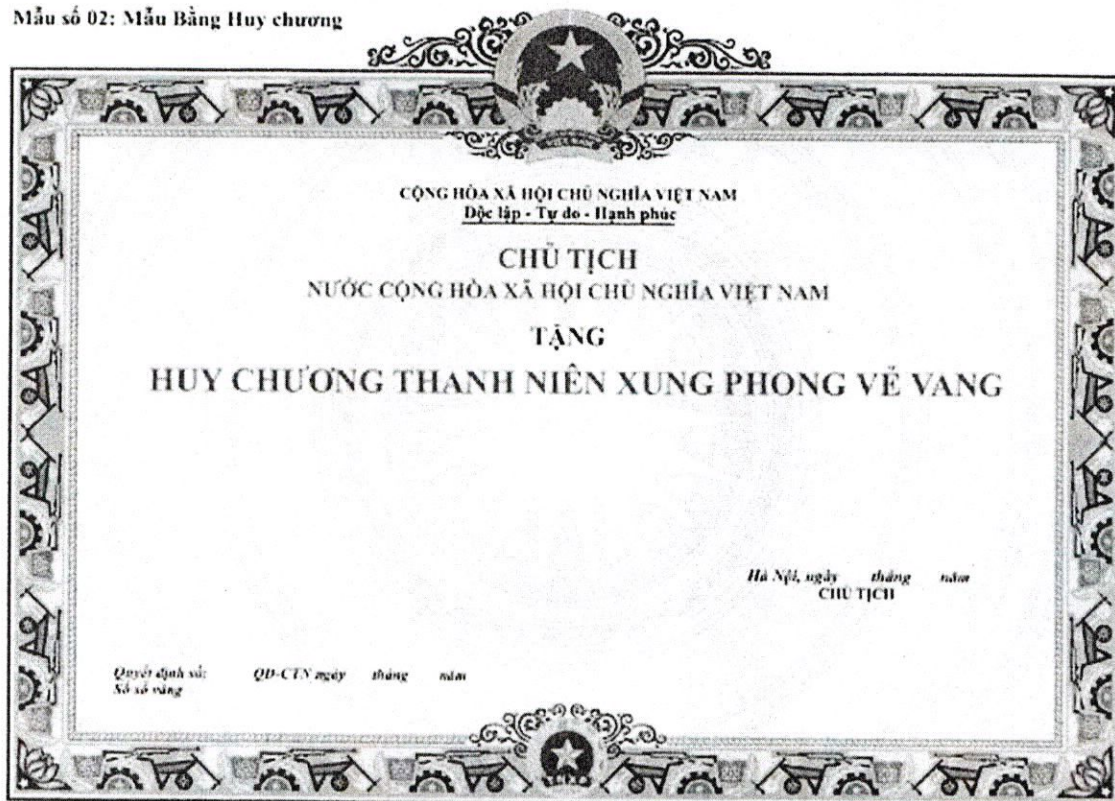 Mẫu số 02: Mẫu Bằng Huy chương
CỘNG HÒA XÃ HỘI CHỦ NGHĨA VIỆT NAM
Độc lập - Tự do - Hạnh phúc
CHỦ TỊCH
NƯỚC CỘNG HÒA XÃ HỘI CHỦ NGHĨA VIỆT NAM
TẶNG
HUY CHƯƠNG THANH NIÊN XUNG PHONG VẺ VANG
Hà Nội, ngày tháng năm
CHỦ TỊCH
Quyết định số: QĐ-CTN ngày tháng năm
Số sổ vàng